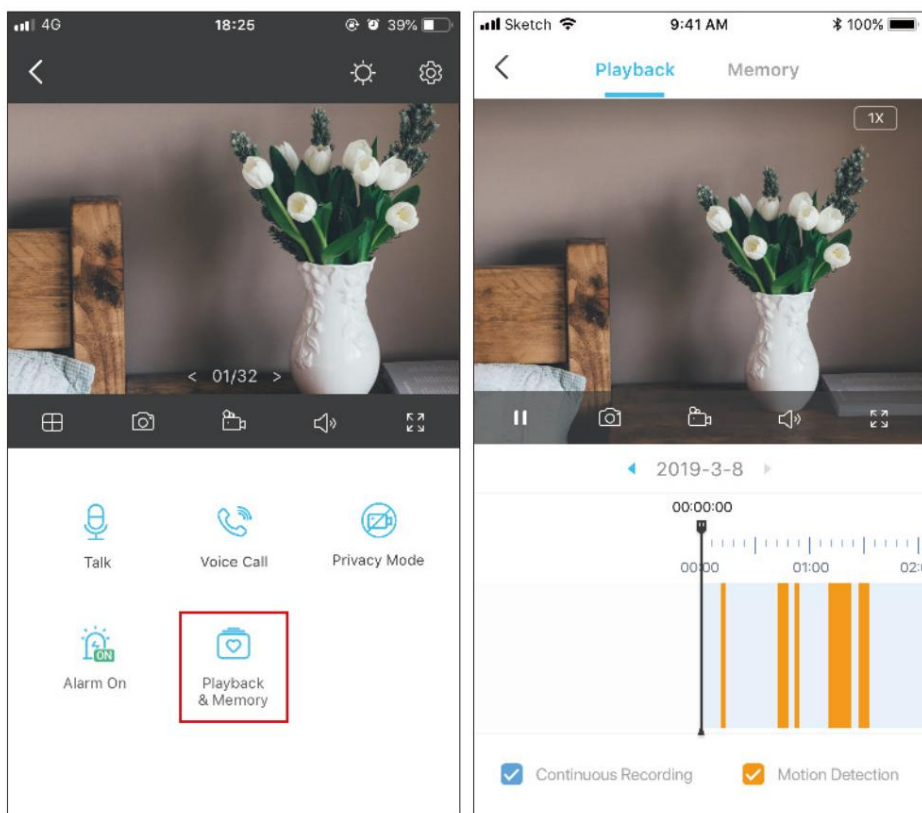 4G 18:25 39%
< 01/32 >
Talk Voice Call Privacy Mode
ON
Alarm On Playback
& Memory
Sketch 9:41 AM 100%
Playback Memory
1X
2019-3-8
00:00:00
00:00 01:00 02:
Continuous Recording Motion Detection